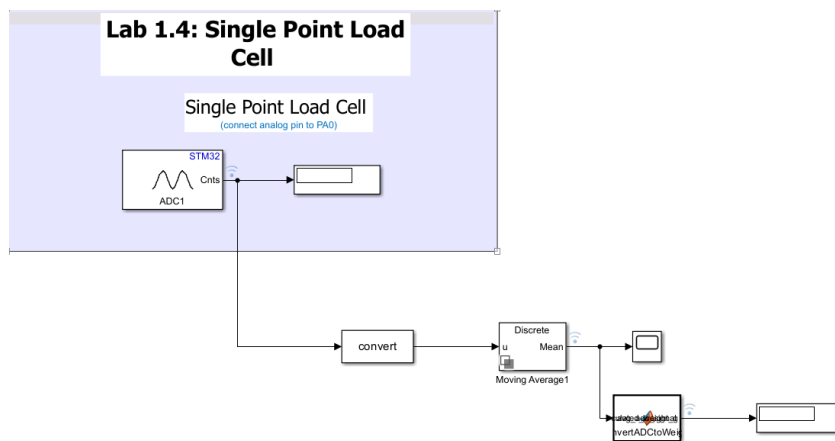 Lab 1.4: Single Point Load
Cell
Single Point Load Cell
(connect analog pin to PA0)
STM32
Cnts
ADC1
convert
Discrete
u
Mean
Moving Average1
nvertADCtoWeig